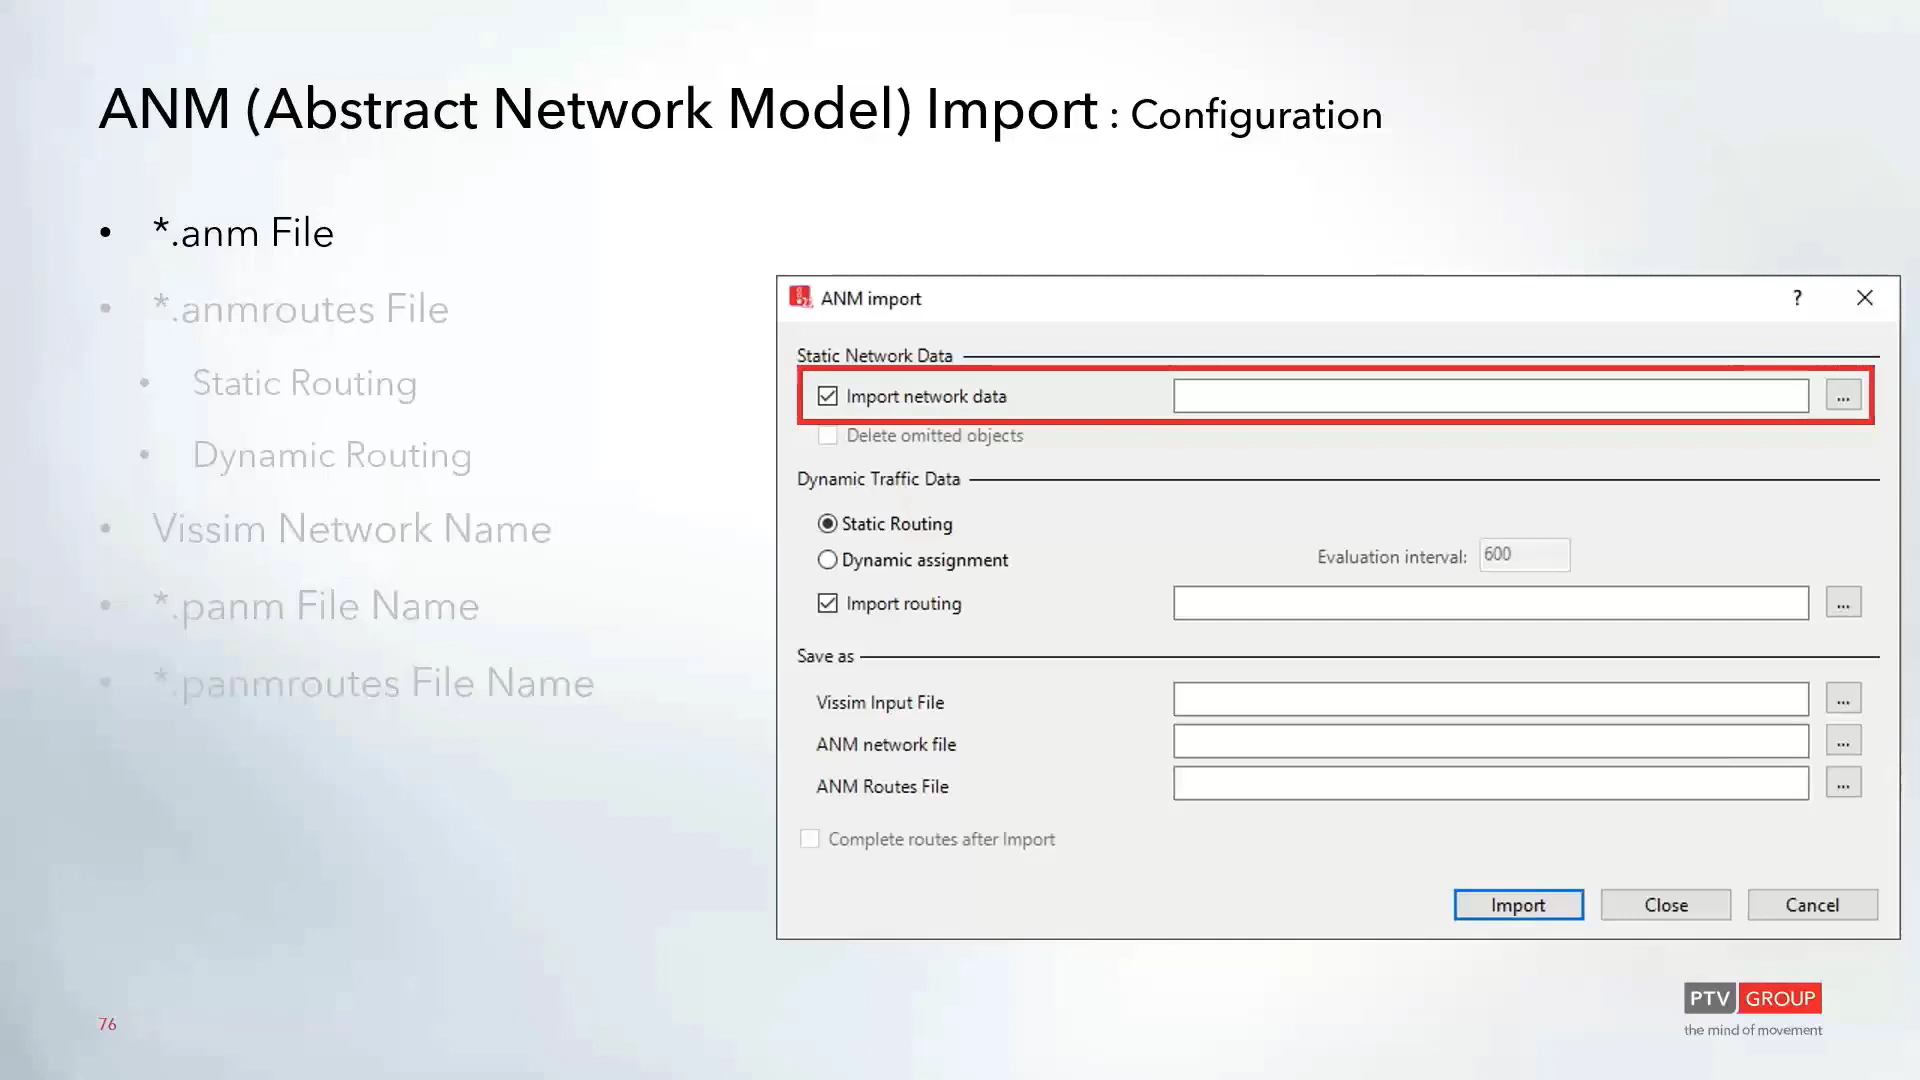 ANM (Abstract Network Model) Import : Configuration
• *.anm File
• *.anmroutes File
• Static Routing
• Dynamic Routing
• Vissim Network Name
• *.panm File Name
• *.panmroutes File Name
ANM import
?
Static Network Data
Import network data
...
Delete omitted objects
Dynamic Traffic Data
Static Routing
Dynamic assignment
Evaluation interval: 600
Import routing
...
Save as
Vissim Input File
...
ANM network file
...
ANM Routes File
...
Complete routes after Import
Import Close Cancel
PTV GROUP
the mind of movement
76